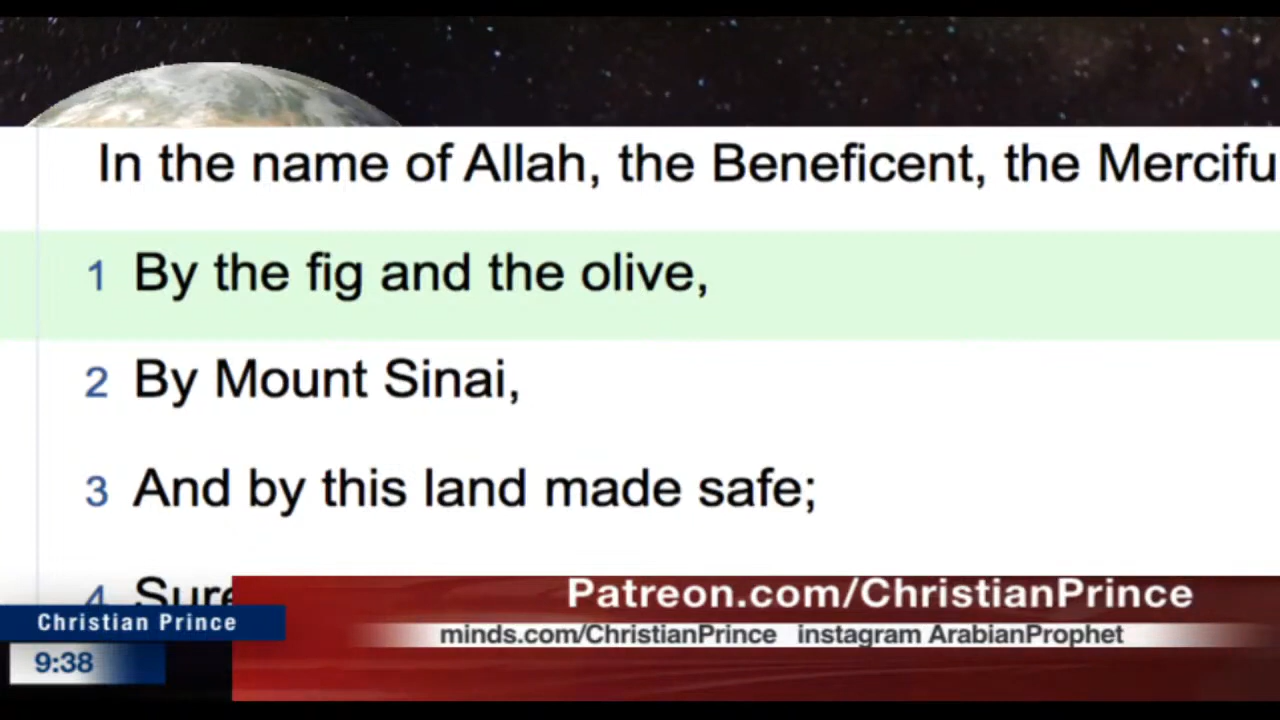 In the name of Allah, the Beneficent, the Mercifu
1 By the fig and the olive,
2 By Mount Sinai,
3 And by this land made safe;
4 Sure
Patreon.com/ChristianPrince
Christian Prince
minds.com/ChristianPrince instagram ArabianProphet
9:38